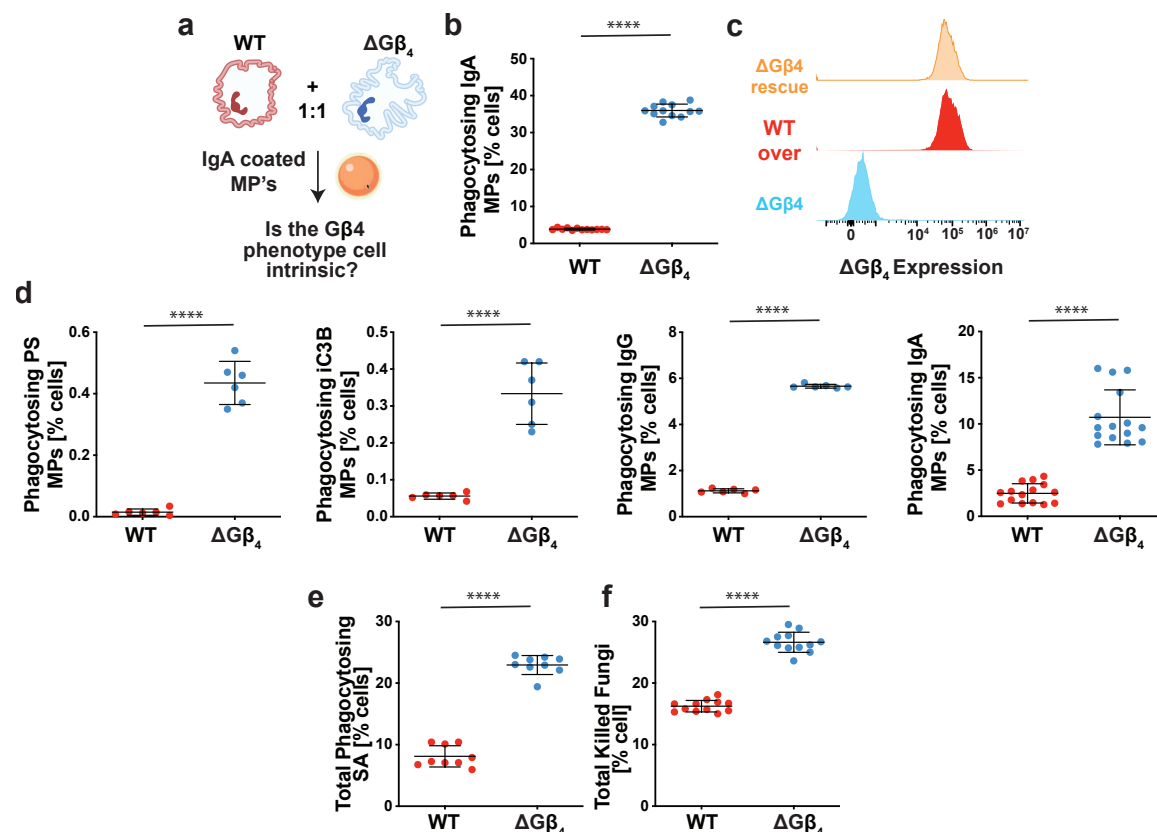 a
WT
ΔGβ₄
+
1:1
IgA coated
MP's
Is the Gβ4
phenotype cell
intrinsic?
b
****
Phagocytosing IgA
MPs [% cells]
50
40
30
20
10
0
WT
ΔGβ₄
c
ΔGβ4
rescue
WT
over
ΔGβ4
0
10⁴
10⁵
10⁶
10⁷
ΔGβ₄ Expression
d
****
Phagocytosing PS
MPs [% cells]
0.6
0.4
0.2
0.0
WT
ΔGβ₄
****
Phagocytosing iC3B
MPs [% cells]
0.5
0.4
0.3
0.2
0.1
0.0
WT
ΔGβ₄
****
Phagocytosing IgG
MPs [% cells]
8
6
4
2
0
WT
ΔGβ₄
****
Phagocytosing IgA
MPs [% cells]
20
15
10
5
0
WT
ΔGβ₄
e
****
Total Phagocytosing
SA [% cells]
30
20
10
0
WT
ΔGβ₄
f
****
Total Killed Fungi
[% cell]
30
20
10
0
WT
ΔGβ₄